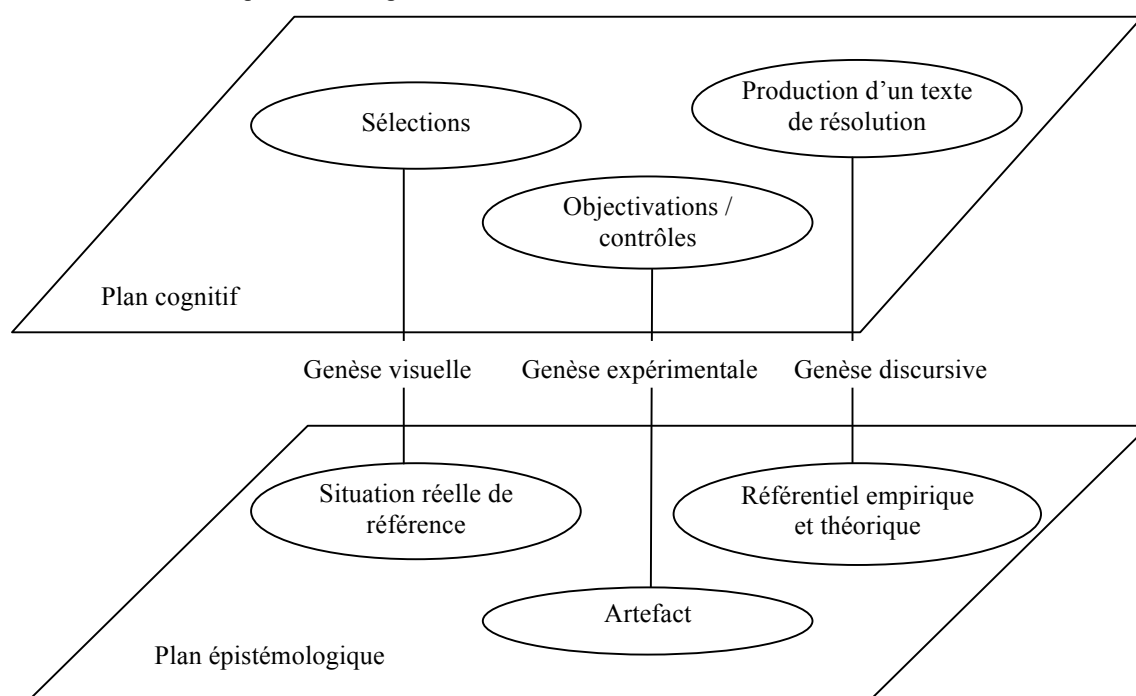 Sélections
Production d’un texte
de résolution
Objectivations /
contrôles
Plan cognitif
Genèse visuelle
Genèse expérimentale
Genèse discursive
Situation réelle de
référence
Référentiel empirique
et théorique
Artefact
Plan épistémologique